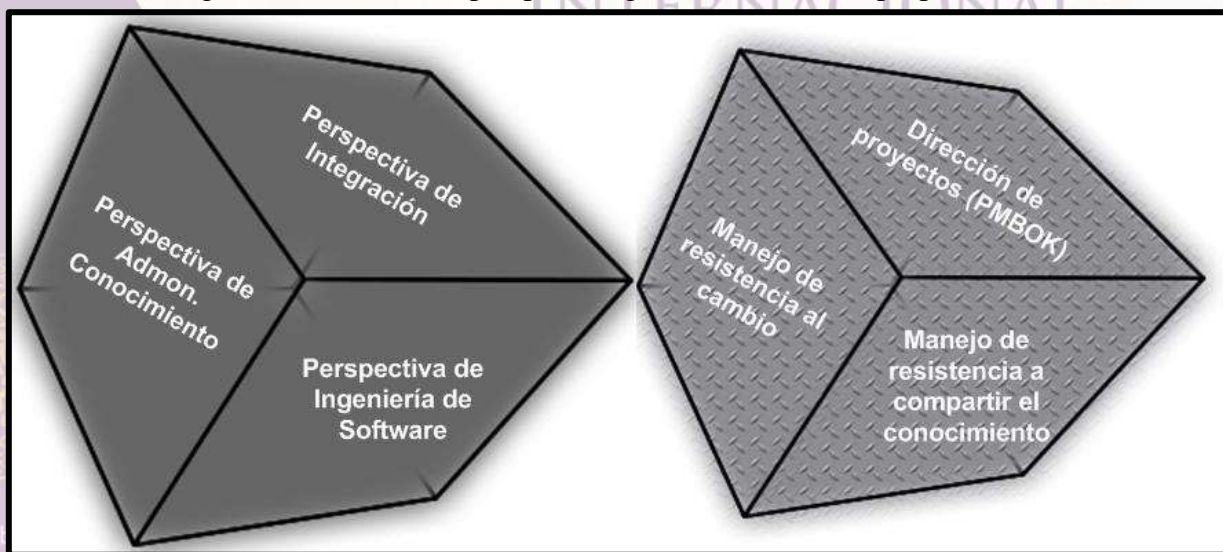 INTERNACIONAL
Perspectiva de
Integración
Perspectiva de
Admon.
Conocimiento
Perspectiva de
Ingeniería de
Software
Dirección de
proyectos (PMBOK)
Manejo de
resistencia al
cambio
Manejo de
resistencia a
compartir el
conocimiento